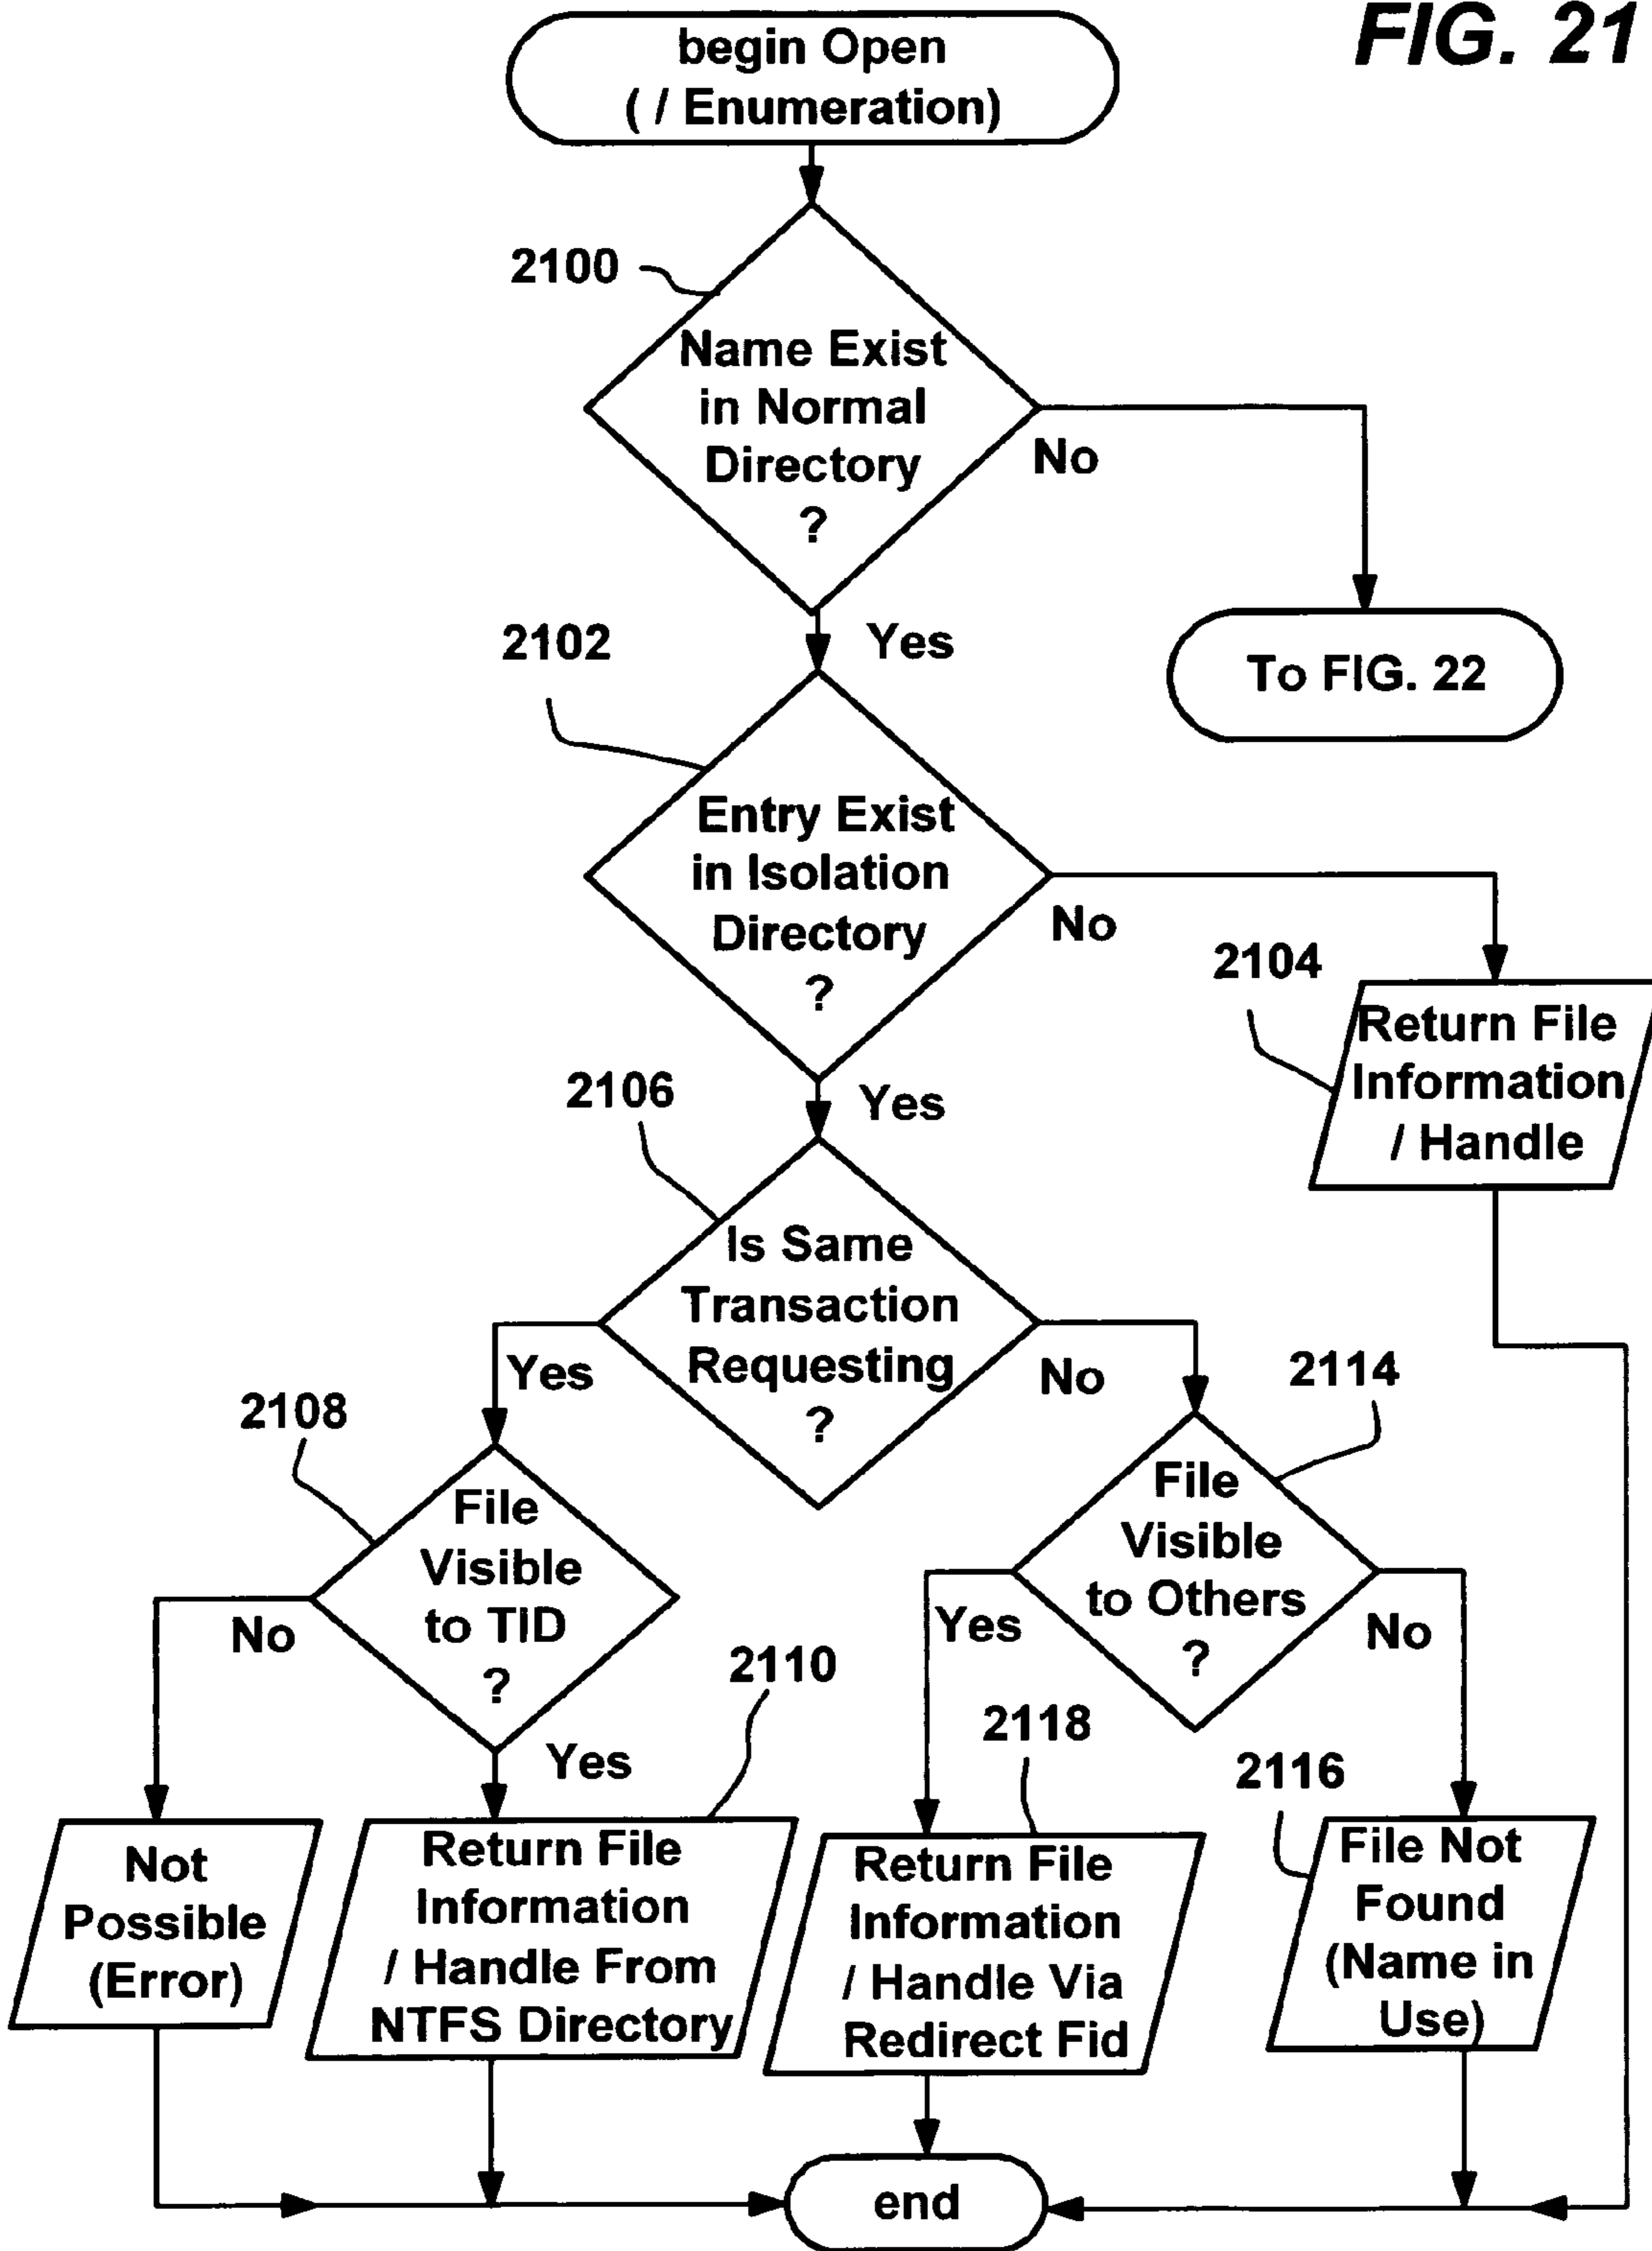 FIG. 21
begin Open
( / Enumeration)
2100
Name Exist
in Normal
Directory
?
No
Yes
To FIG. 22
2102
Entry Exist
in Isolation
Directory
?
No
Yes
2104
Return File
Information
/ Handle
2106
Is Same
Transaction
Requesting
?
Yes
No
2108
File
Visible
to TID
?
No
Yes
2114
File
Visible
to Others
?
Yes
No
Not
Possible
(Error)
2110
Return File
Information
/ Handle From
NTFS Directory
2118
Return File
Information
/ Handle Via
Redirect Fid
2116
File Not
Found
(Name in
Use)
end